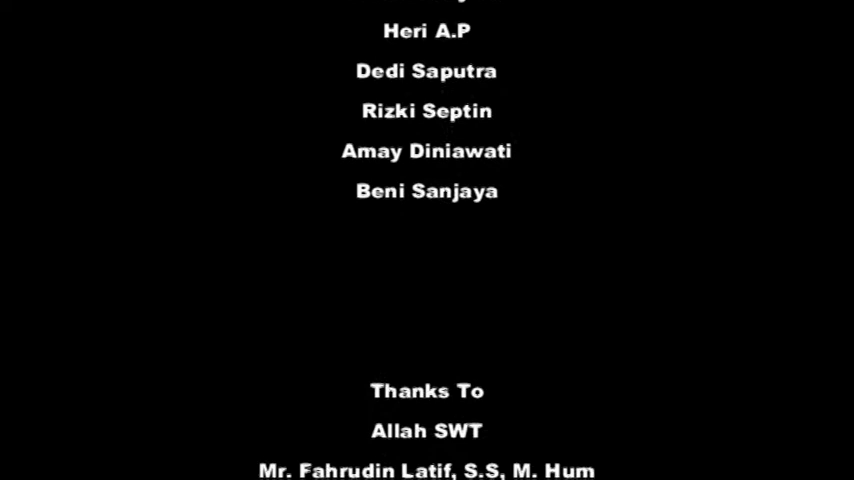 Heri A.P
Dedi Saputra
Rizki Septin
Amay Diniawati
Beni Sanjaya
Thanks To
Allah SWT
Mr. Fahrudin Latif, S.S, M. Hum